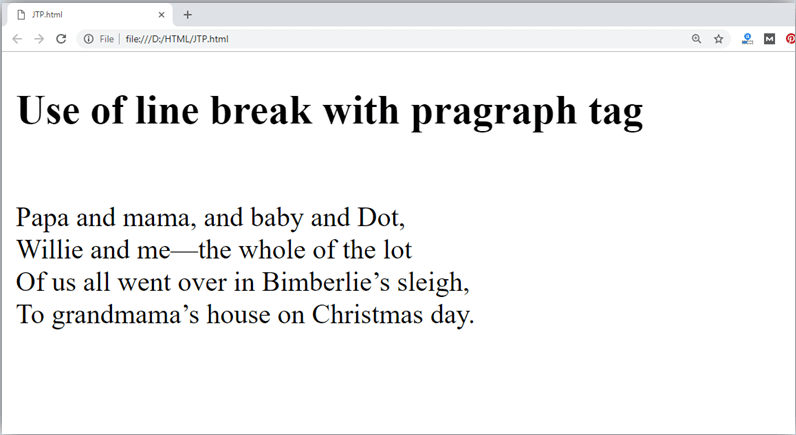 JTP.html
File | file:///D:/HTML/JTP.html
Use of line break with pragraph tag
Papa and mama, and baby and Dot,
Willie and me—the whole of the lot
Of us all went over in Bimberlie’s sleigh,
To grandmama’s house on Christmas day.